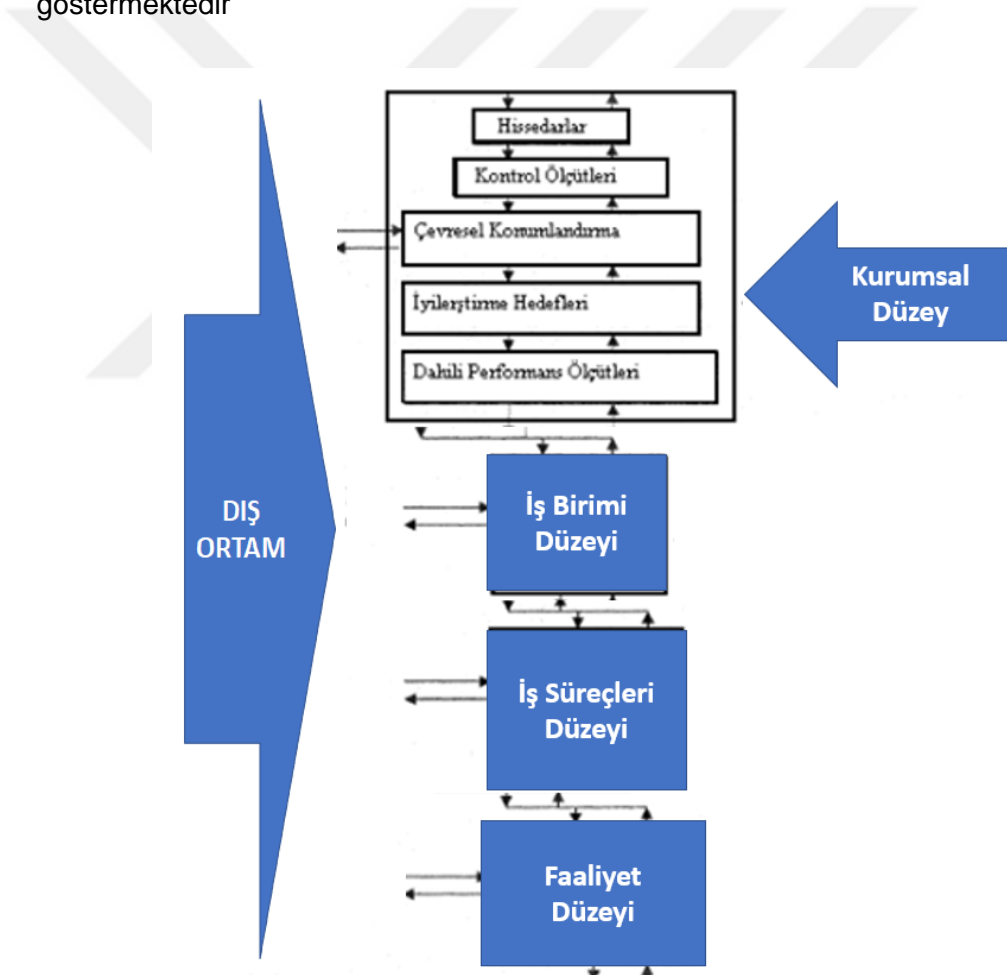 göstermektedir
Hissedarlar
Kontrol Ölçütleri
Çevresel Konumlandırma
İyilerştirme Hedefleri
Dahili Performans Ölçütleri
Kurumsal
Düzey
DIŞ
ORTAM
İş Birimi
Düzeyi
İş Süreçleri
Düzeyi
Faaliyet
Düzeyi